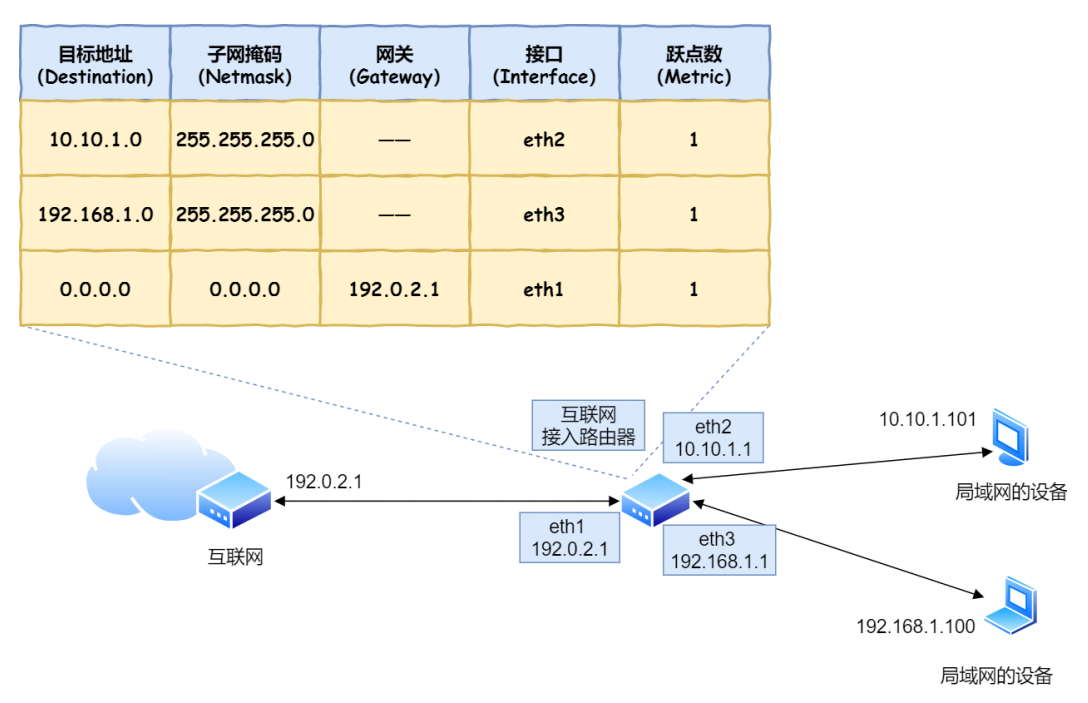 目标地址
(Destination)
子网掩码
(Netmask)
网关
(Gateway)
接口
(Interface)
跃点数
(Metric)
10.10.1.0
255.255.255.0
——
eth2
1
192.168.1.0
255.255.255.0
——
eth3
1
0.0.0.0
0.0.0.0
192.0.2.1
eth1
1
互联网
接入路由器
eth2
10.10.1.1
10.10.1.101
局域网的设备
192.0.2.1
互联网
eth1
192.0.2.1
eth3
192.168.1.1
192.168.1.100
局域网的设备